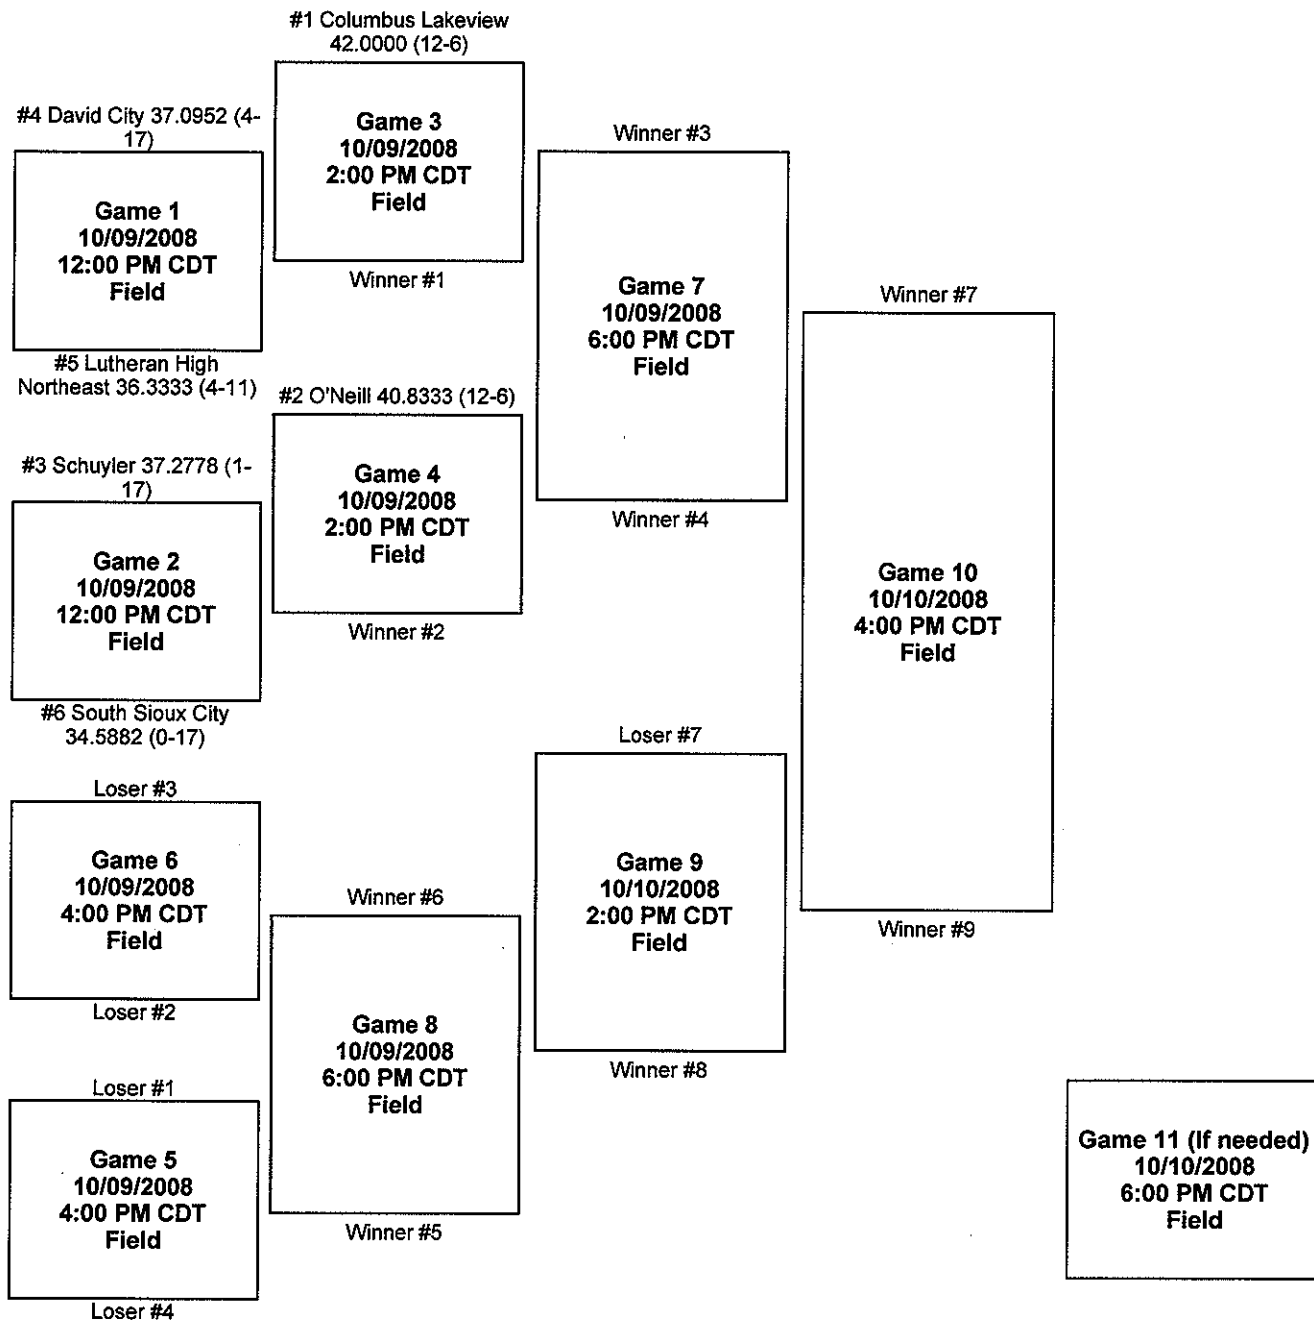 #1 Columbus Lakeview
42.0000 (12-6)
Game 3
10/09/2008
2:00 PM CDT
Field
Winner #1
#4 David City 37.0952 (4-
17)
Game 1
10/09/2008
12:00 PM CDT
Field
#5 Lutheran High
Northeast 36.3333 (4-11)
Winner #3
Game 7
10/09/2008
6:00 PM CDT
Field
Winner #4
#2 O'Neill 40.8333 (12-6)
Game 4
10/09/2008
2:00 PM CDT
Field
Winner #2
#3 Schuyler 37.2778 (1-
17)
Game 2
10/09/2008
12:00 PM CDT
Field
#6 South Sioux City
34.5882 (0-17)
Winner #7
Game 10
10/10/2008
4:00 PM CDT
Field
Winner #9
Loser #3
Game 6
10/09/2008
4:00 PM CDT
Field
Loser #2
Loser #7
Game 9
10/10/2008
2:00 PM CDT
Field
Winner #8
Winner #6
Game 8
10/09/2008
6:00 PM CDT
Field
Winner #5
Loser #1
Game 5
10/09/2008
4:00 PM CDT
Field
Loser #4
Game 11 (If needed)
10/10/2008
6:00 PM CDT
Field